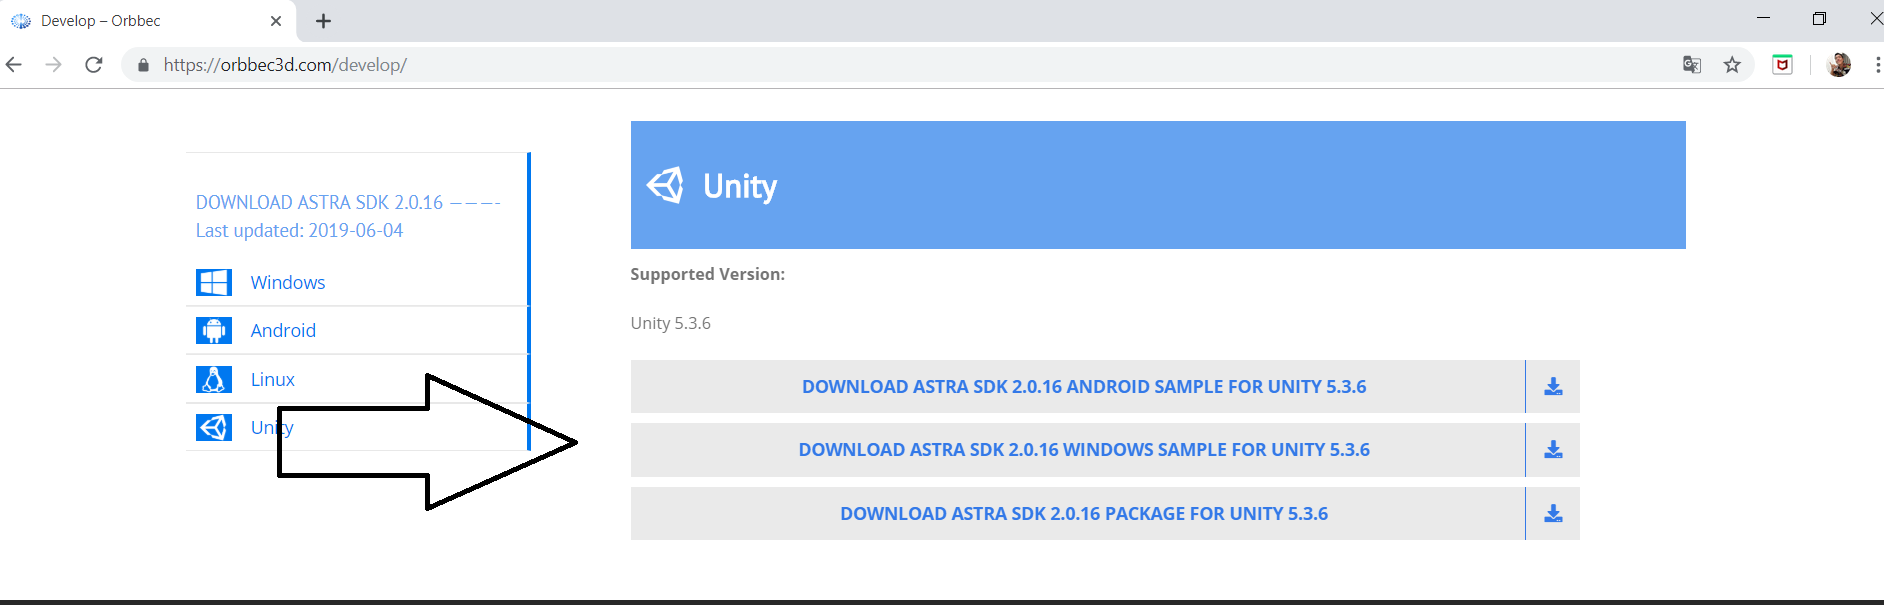 Develop – Orbbec
https://orbbec3d.com/develop/
DOWNLOAD ASTRA SDK 2.0.16 ––––-
Last updated: 2019-06-04
Windows
Android
Linux
Unity
Unity
Supported Version:
Unity 5.3.6
DOWNLOAD ASTRA SDK 2.0.16 ANDROID SAMPLE FOR UNITY 5.3.6
DOWNLOAD ASTRA SDK 2.0.16 WINDOWS SAMPLE FOR UNITY 5.3.6
DOWNLOAD ASTRA SDK 2.0.16 PACKAGE FOR UNITY 5.3.6